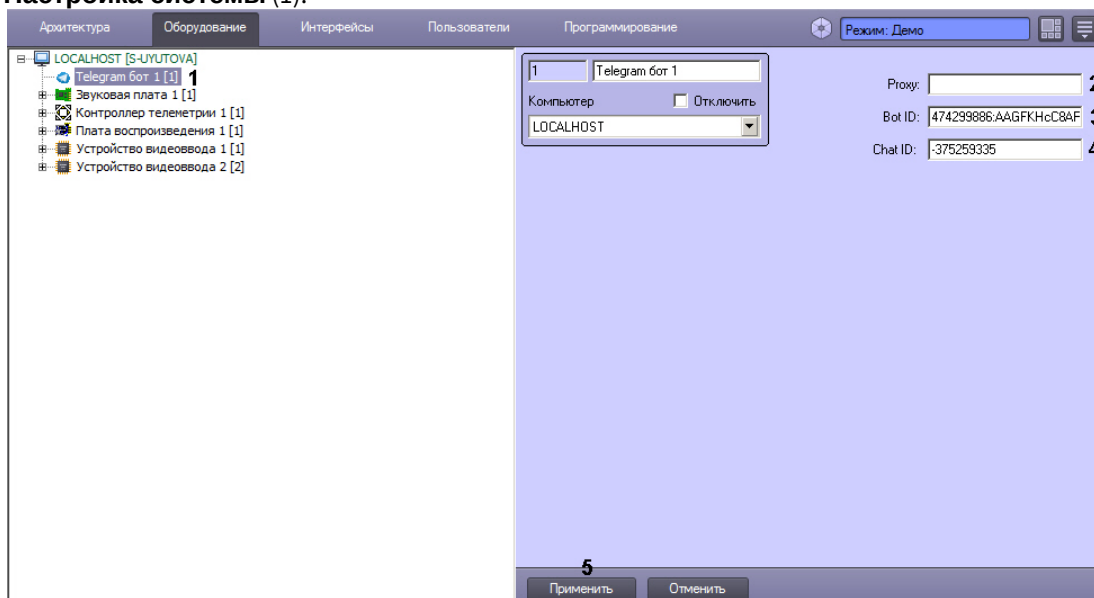 Настройка системы (1).
Архитектура Оборудование Интерфейсы Пользователи Программирование Режим: Демо
LOCALHOST [S-UYUTOVA]
Telegram бот 1 [1] 1
Звуковая плата 1 [1]
Контроллер телеметрии 1 [1]
Плата воспроизведения 1 [1]
Устройство видеоввода 1 [1]
Устройство видеоввода 2 [2]
1 Telegram бот 1
Компьютер Отключить
LOCALHOST
Proxy: 2
Bot ID: 474299886:AAGFKHcC8AF 3
Chat ID: -375259335 4
5
Применить Отменить